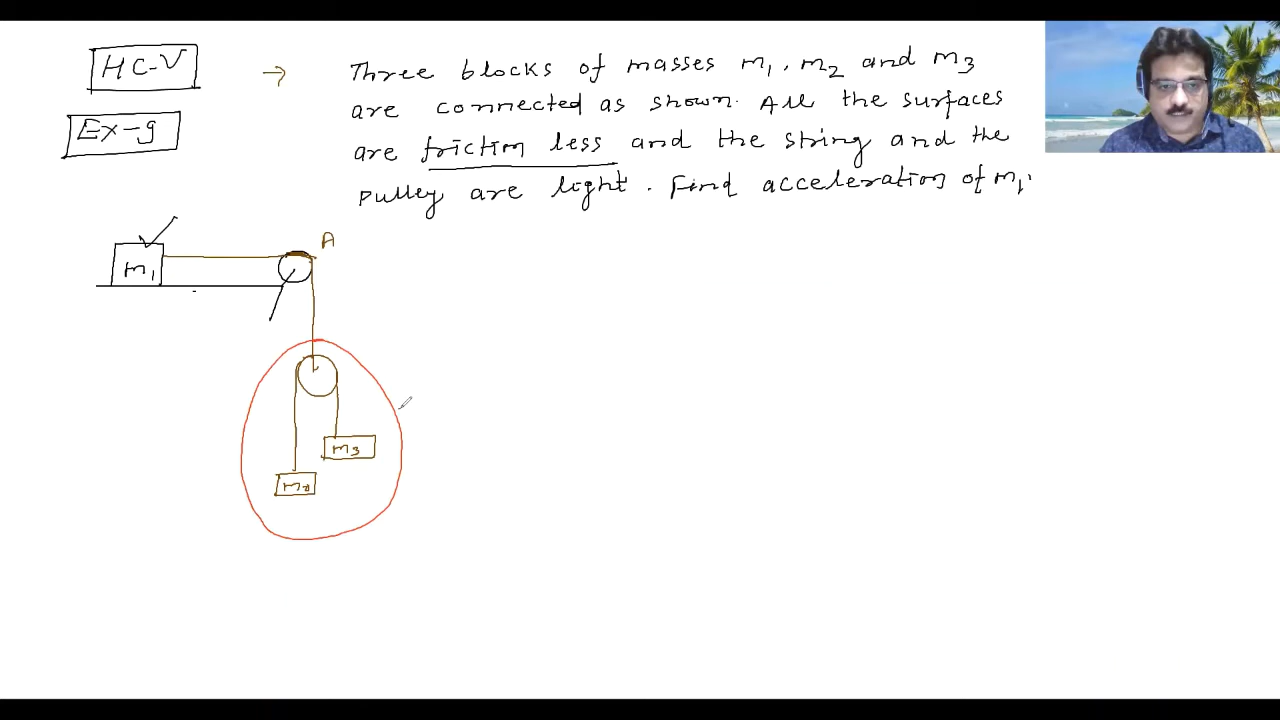 HC-V
Ex-9
→ Three blocks of masses m1, m2 and m3
are connected as shown. All the surfaces
are friction less and the string and the
pulley are light. Find acceleration of m1.
A
m1
m3
m2